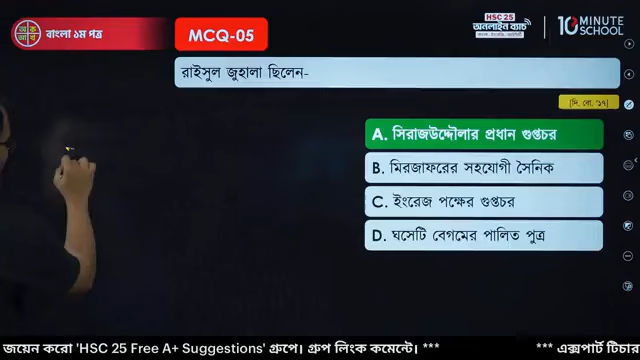 বাংলা ১ম পত্র
MCQ-05
HSC 25
অনলাইন ব্যাচ
বাংলা · ইংরেজি · আইসিটি
10 MINUTE SCHOOL
রাইসুল জুহালা ছিলেন-
[দি. বো. '১৭]
A. সিরাজউদ্দৌলার প্রধান গুপ্তচর
B. মিরজাফরের সহযোগী সৈনিক
C. ইংরেজ পক্ষের গুপ্তচর
D. ঘসেটি বেগমের পালিত পুত্র
জয়েন করো 'HSC 25 Free A+ Suggestions' গ্রুপে। গ্রুপ লিংক কমেন্টে। *** *** এক্সপার্ট টিচার